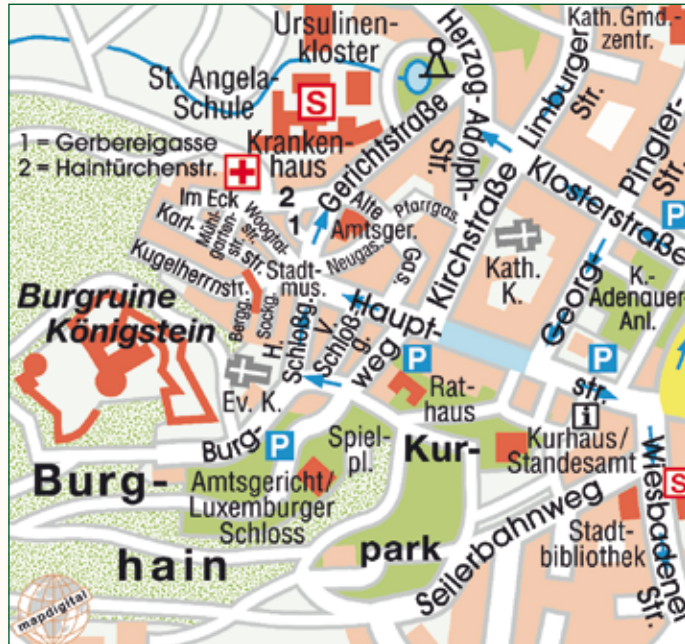 Ursulinen-
kloster
St. Angela-
Schule
S
1 = Gerbereigasse
2 = Haintürchenstr.
Kranken-
haus
Herzog-Adolph-
Str.
Limburger
Str.
Kath. Gmd.-
zentr.
Pingler-
Str.
Klosterstraße
P
Gerichtstraße
Im Eck
2
1
Karl-
str.
Mühl-
garten-
str.
Woogtal-
str.
Alte
Pfarrgas.
Amtsger.
Neugas.
Gas.
Kugelherrnstr.
Stadt-
mus.
Kirchstraße
Kath.
K.
Georg
K.-
Adenauer-
Anl.
Burgruine
Königstein
Bergg.
Sockg.
H.
Schloßg.
V.
Schloß-
g.
Haupt-
str.
weg
P
P
Ev. K.
Rat-
haus
i
Burg-
P
Spiel-
pl.
Kur-
park
Kurhaus/
Standesamt
Wiesbadener
Str.
S
Burg-
hain
Amtsgericht/
Luxemburger
Schloss
Seilerbahnweg
Stadt-
bibliothek
mapdigital